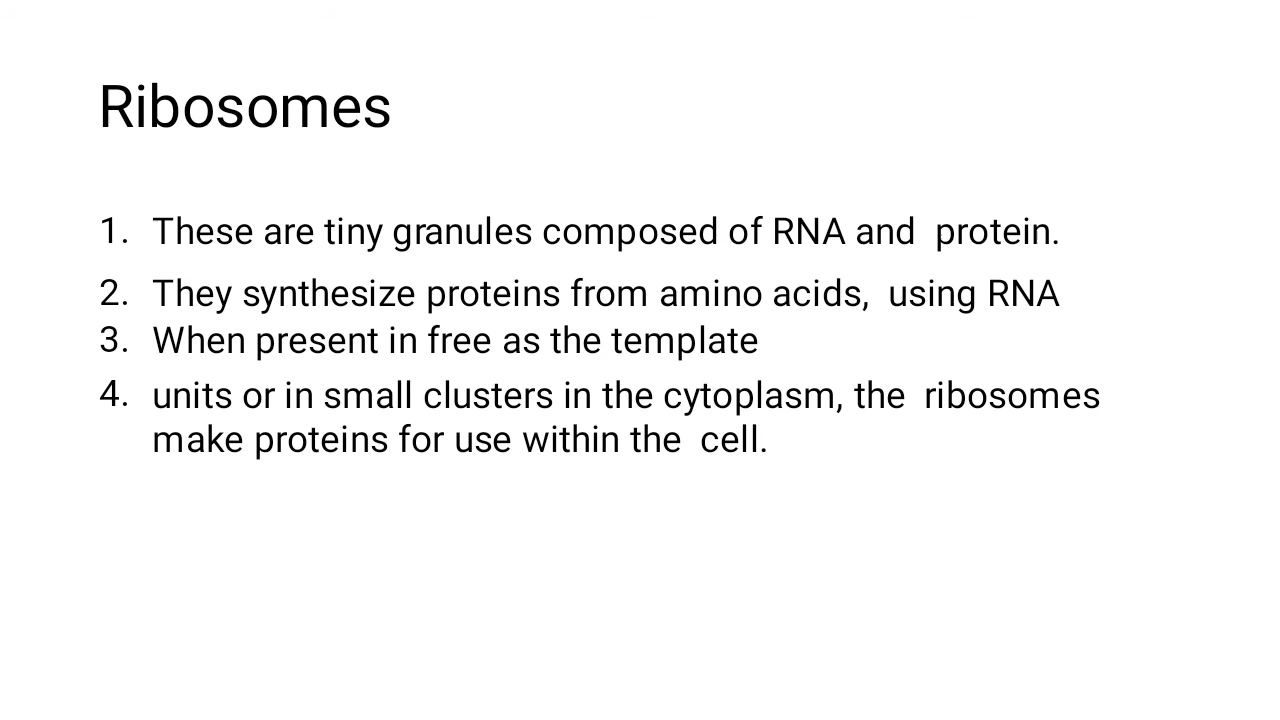 Ribosomes
1. These are tiny granules composed of RNA and  protein.
2. They synthesize proteins from amino acids,  using RNA
3. When present in free as the template
4. units or in small clusters in the cytoplasm, the  ribosomes
make proteins for use within the  cell.